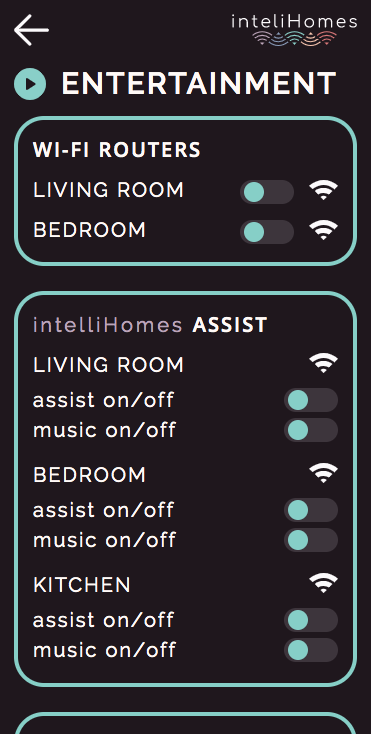 inteliHomes
ENTERTAINMENT
WI-FI ROUTERS
LIVING ROOM
BEDROOM
intelliHomes ASSIST
LIVING ROOM
assist on/off
music on/off
BEDROOM
assist on/off
music on/off
KITCHEN
assist on/off
music on/off